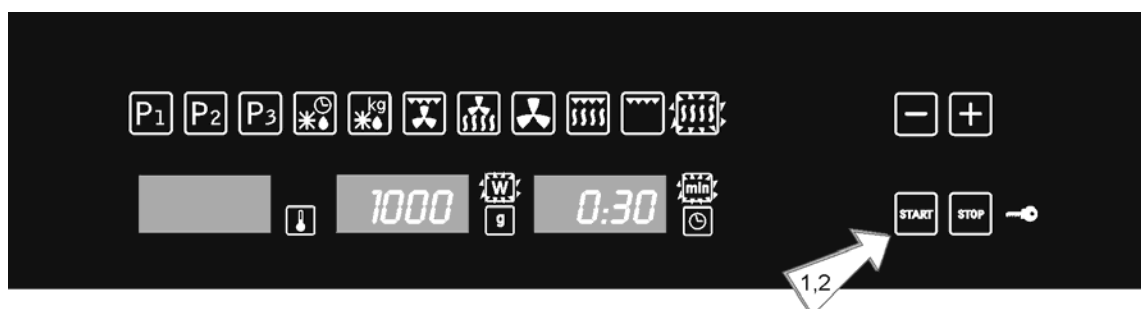 P1 P2 P3 kg
1000 W 0:30 min
g
START STOP
1,2